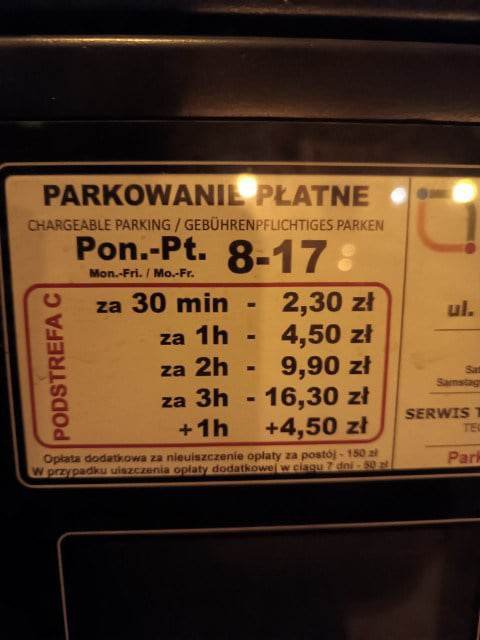 PARKOWANIE PŁATNE
CHARGEABLE PARKING / GEBÜHRENPFLICHTIGES PARKEN
Pon.-Pt. 8-17
Mon.-Fri. / Mo.-Fr.
PODSTREFA C
za 30 min - 2,30 zł
za 1h - 4,50 zł
za 2h - 9,90 zł
za 3h - 16,30 zł
+1h +4,50 zł
Opłata dodatkowa za nieuiszczenie opłaty za postój - 150 zł
W przypadku uiszczenia opłaty dodatkowej w ciągu 7 dni - 50 zł
ul.
Samstag
SERWIS